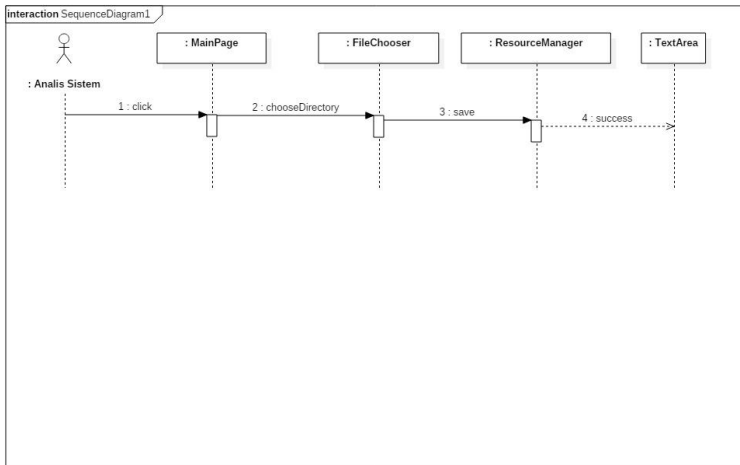 interaction SequenceDiagram1
: Analis Sistem
: MainPage
: FileChooser
: ResourceManager
: TextArea
1 : click
2 : chooseDirectory
3 : save
4 : success